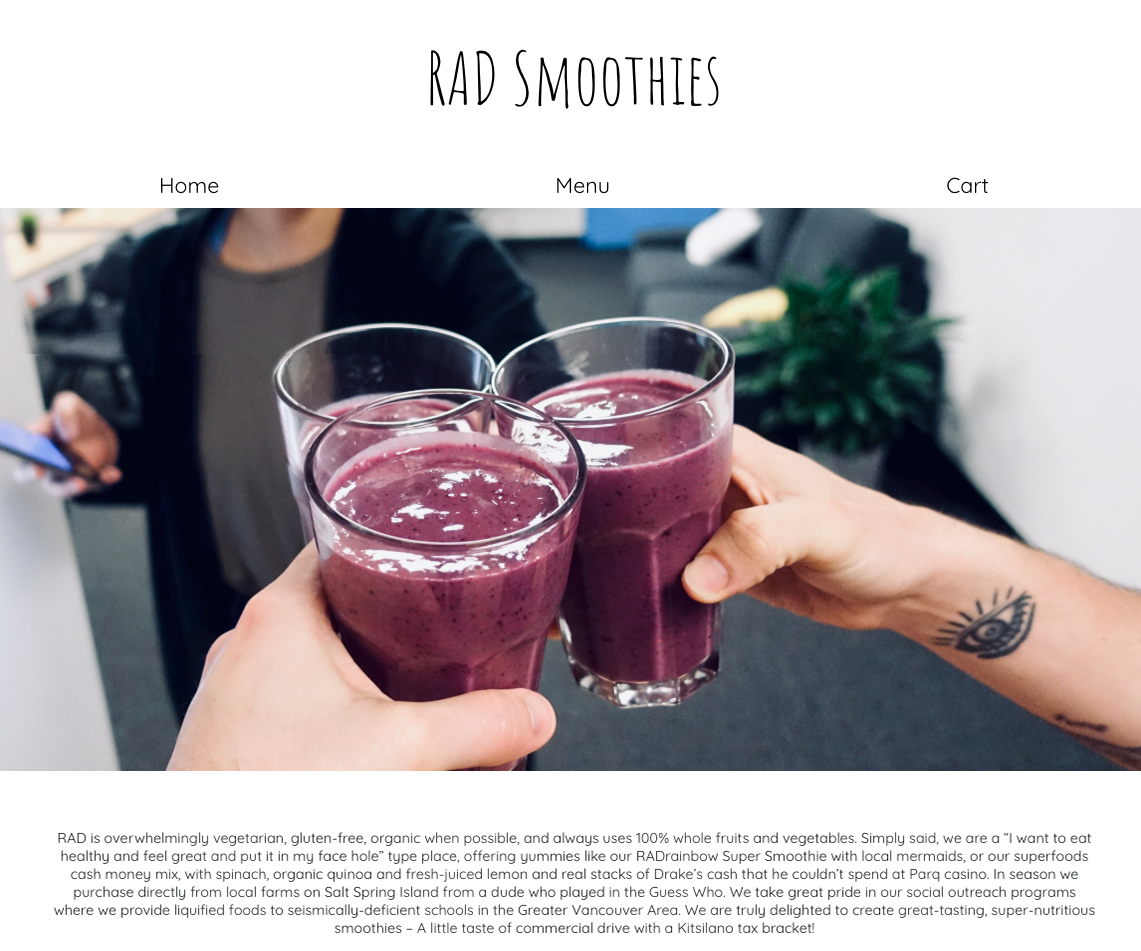 RAD Smoothies
Home Menu Cart
RAD is overwhelmingly vegetarian, gluten-free, organic when possible, and always uses 100% whole fruits and vegetables. Simply said, we are a “I want to eat
healthy and feel great and put it in my face hole” type place, offering yummies like our RADrainbow Super Smoothie with local mermaids, or our superfoods
cash money mix, with spinach, organic quinoa and fresh-juiced lemon and real stacks of Drake’s cash that he couldn’t spend at Parq casino. In season we
purchase directly from local farms on Salt Spring Island from a dude who played in the Guess Who. We take great pride in our social outreach programs
where we provide liquified foods to seismically-deficient schools in the Greater Vancouver Area. We are truly delighted to create great-tasting, super-nutritious
smoothies – A little taste of commercial drive with a Kitsilano tax bracket!